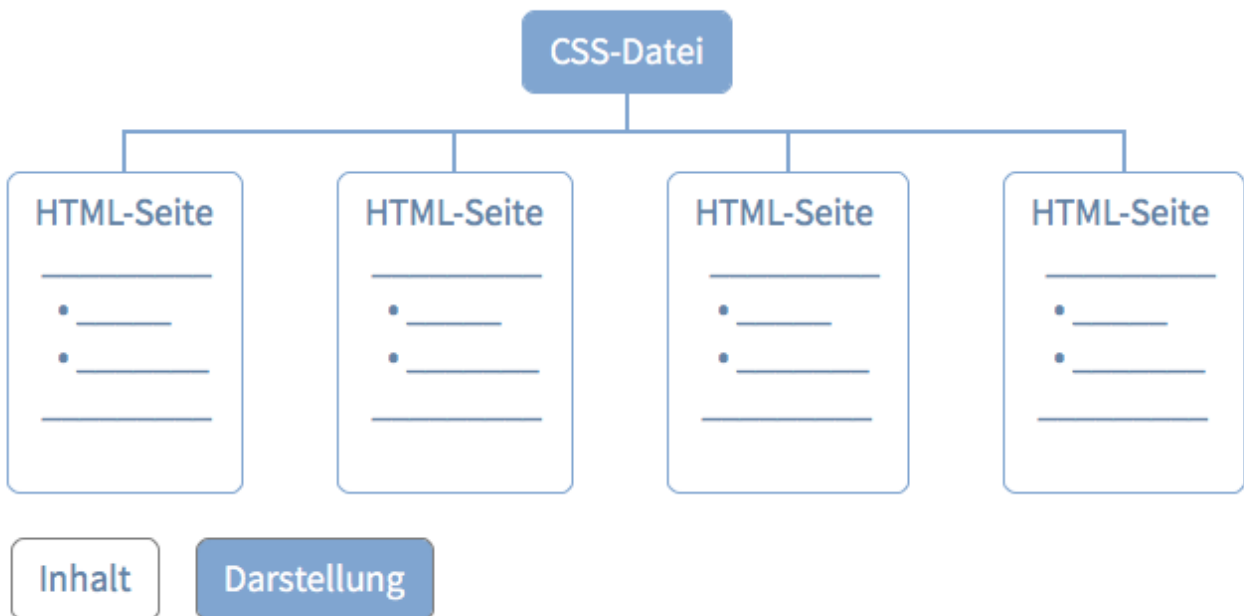 CSS-Datei
HTML-Seite
HTML-Seite
HTML-Seite
HTML-Seite
Inhalt
Darstellung